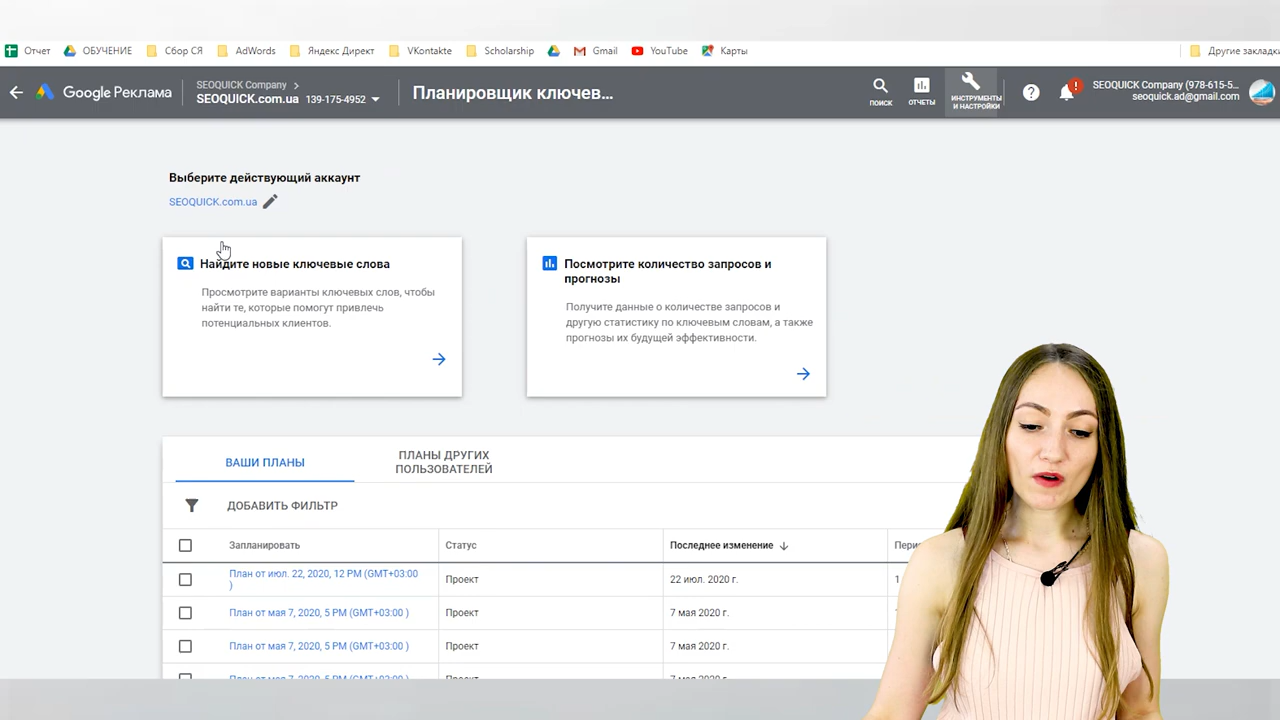 Отчет ОБУЧЕНИЕ Сбор СЯ AdWords Яндекс Директ VKontakte Scholarship Gmail YouTube Карты Другие закладки
Google Реклама
SEOQUICK Company
SEOQUICK.com.ua 139-175-4952
Планировщик ключев...
ПОИСК
ОТЧЕТЫ
ИНСТРУМЕНТЫ
И НАСТРОЙКИ
SEOQUICK Company (978-615-5...
seoquick.ad@gmail.com
Выберите действующий аккаунт
SEOQUICK.com.ua
Найдите новые ключевые слова
Просмотрите варианты ключевых слов, чтобы
найти те, которые помогут привлечь
потенциальных клиентов.
Посмотрите количество запросов и
прогнозы
Получите данные о количестве запросов и
другую статистику по ключевым словам, а также
прогнозы их будущей эффективности.
ВАШИ ПЛАНЫ
ПЛАНЫ ДРУГИХ
ПОЛЬЗОВАТЕЛЕЙ
ДОБАВИТЬ ФИЛЬТР
Запланировать Статус Последнее изменение
План от июл. 22, 2020, 12 PM (GMT+03:00
) Проект 22 июл. 2020 г. 1
План от мая 7, 2020, 5 PM (GMT+03:00 ) Проект 7 мая 2020 г.
План от мая 7, 2020, 5 PM (GMT+03:00 ) Проект 7 мая 2020 г.